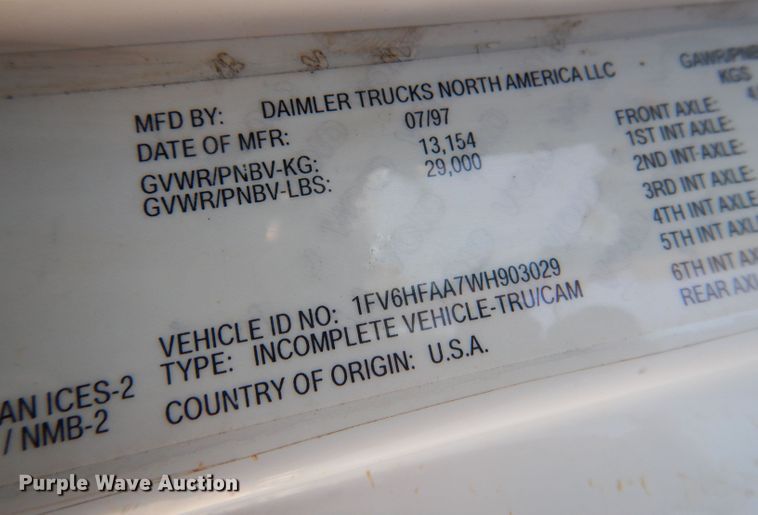 MFD BY: DAIMLER TRUCKS NORTH AMERICA LLC
DATE OF MFR: 07/97
GVWR/PNBV-KG: 13,154
GVWR/PNBV-LBS: 29,000
VEHICLE ID NO: 1FV6HFAA7WH903029
TYPE: INCOMPLETE VEHICLE-TRU/CAM
COUNTRY OF ORIGIN: U.S.A.
AN ICES-2
/ NMB-2
GAWR/PNB
KGS
FRONT AXLE: 4
1ST INT AXLE:
2ND INT-AXLE:
3RD INT AXLE:
4TH INT AXLE
5TH INT AXL
6TH INT AX
REAR AX
Purple Wave Auction